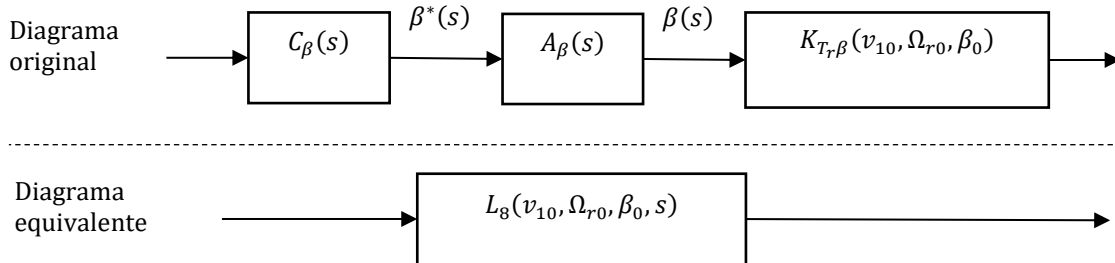 Diagrama
original
C_β(s)
β*(s)
A_β(s)
β(s)
K_{T_rβ}(v_{10}, Ω_{r0}, β_0)
Diagrama
equivalente
L_8(v_{10}, Ω_{r0}, β_0, s)